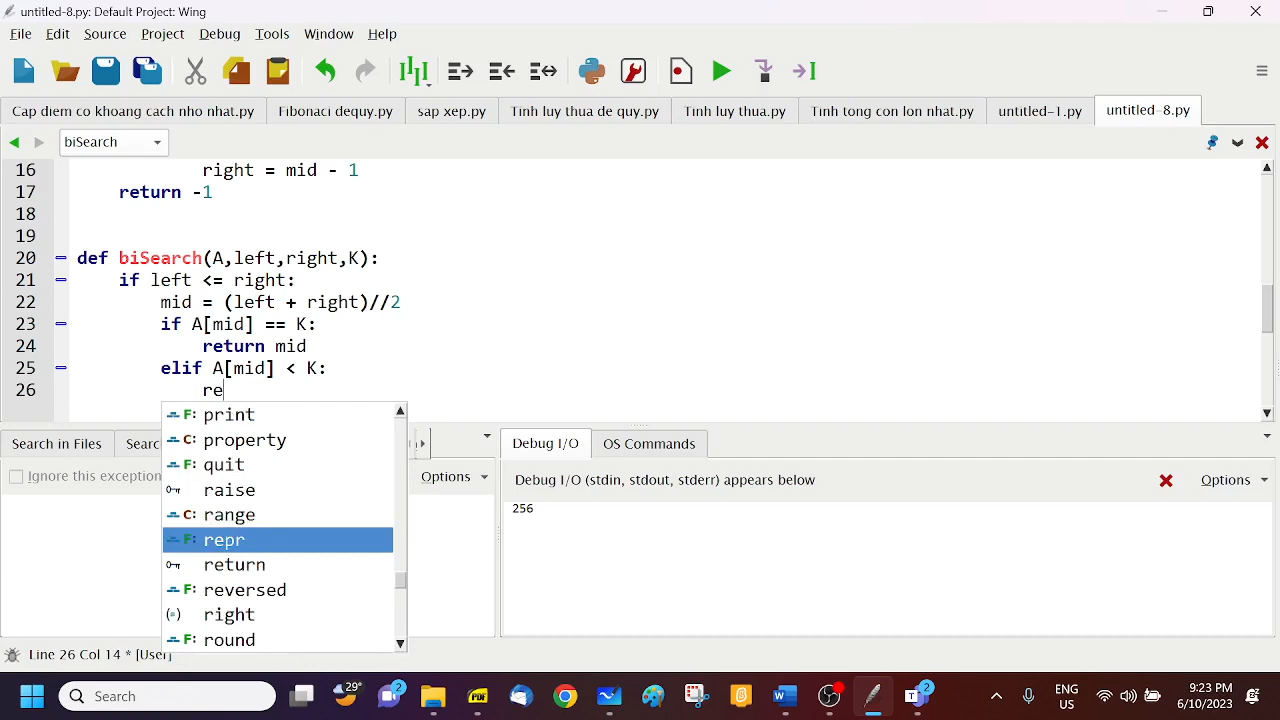 untitled-8.py: Default Project: Wing
File Edit Source Project Debug Tools Window Help
Cap diem co khoang cach nho nhat.py Fibonaci dequy.py sap xep.py Tinh luy thua de quy.py Tinh luy thua.py Tinh tong con lon nhat.py untitled-1.py untitled-8.py
biSearch
16 right = mid - 1
17 return -1
18
19
20 def biSearch(A,left,right,K):
21 if left <= right:
22 mid = (left + right)//2
23 if A[mid] == K:
24 return mid
25 elif A[mid] < K:
26 re
F: print
C: property
F: quit
raise
C: range
F: repr
return
F: reversed
right
F: round
Search in Files Searc
Ignore this exception
Options
Debug I/O OS Commands
Debug I/O (stdin, stdout, stderr) appears below
Options
256
Line 26 Col 14 * [User]
Search
29°
2
PDF
2
ENG
US
9:23 PM
6/10/2023